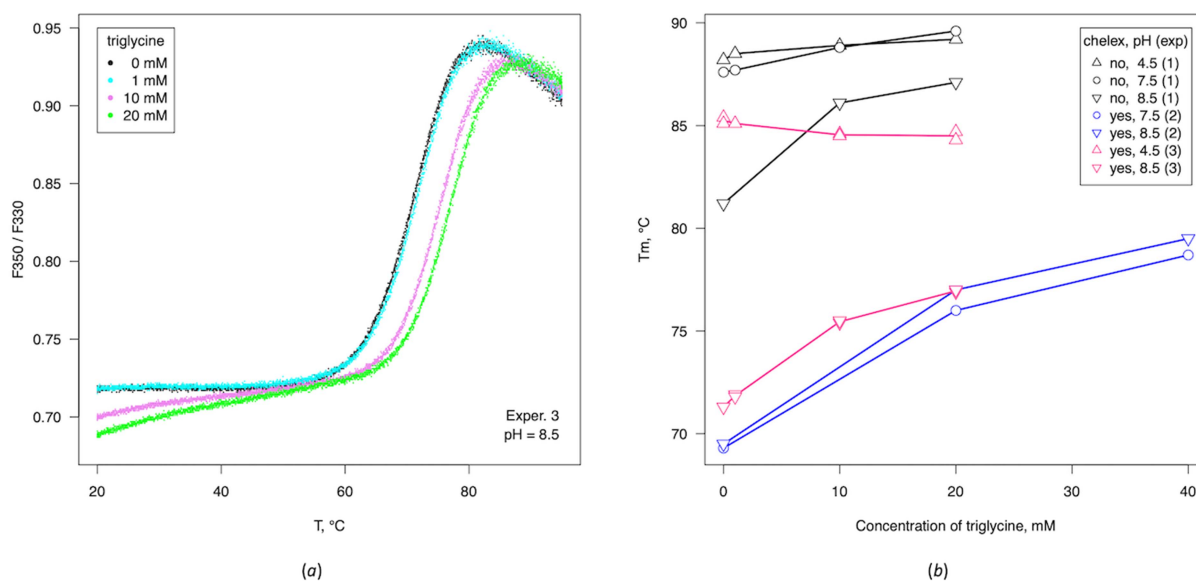 triglycine
0 mM
1 mM
10 mM
20 mM
0.95
0.90
0.85
0.80
0.75
0.70
F350 / F330
Exper. 3
pH = 8.5
20
40
60
80
T, °C
(a)
chelex, pH (exp)
no, 4.5 (1)
no, 7.5 (1)
no, 8.5 (1)
yes, 7.5 (2)
yes, 8.5 (2)
yes, 4.5 (3)
yes, 8.5 (3)
90
85
80
75
70
Tm, °C
0
10
20
30
40
Concentration of triglycine, mM
(b)